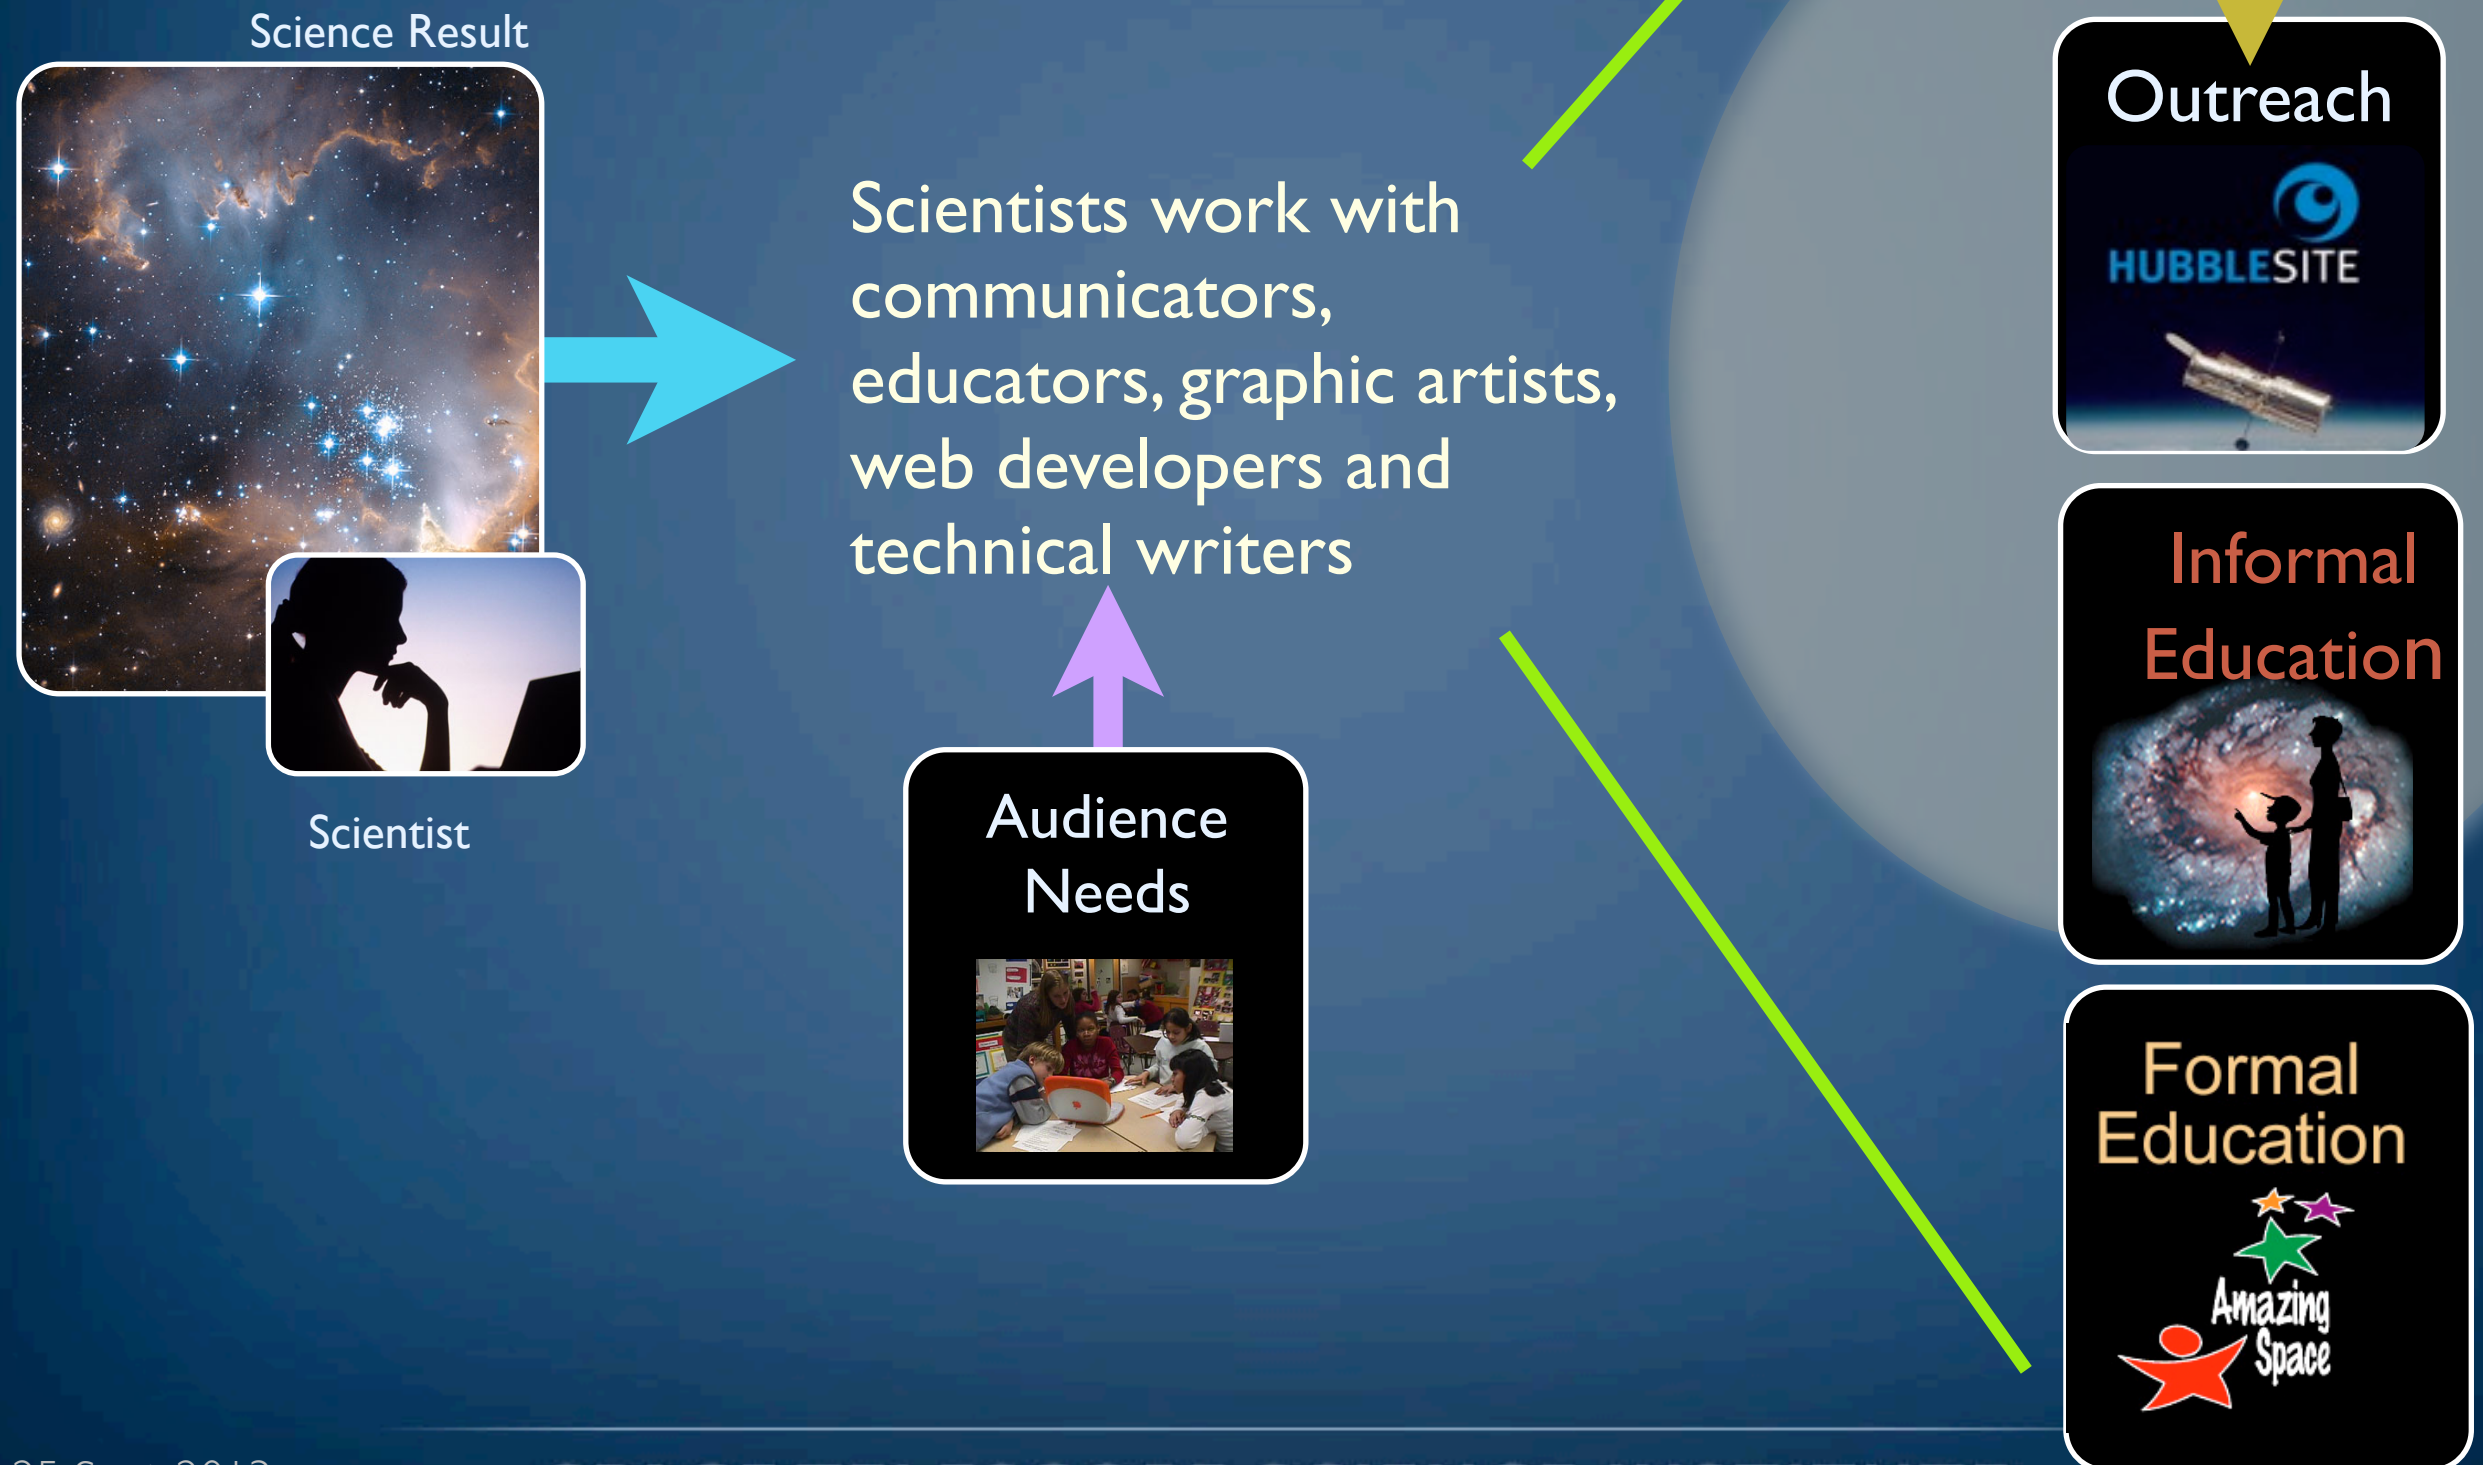 Science Result
Scientist
Scientists work with
communicators,
educators, graphic artists,
web developers and
technical writers
Audience
Needs
Outreach
HUBBLESITE
Informal
Education
Formal
Education
Amazing
Space